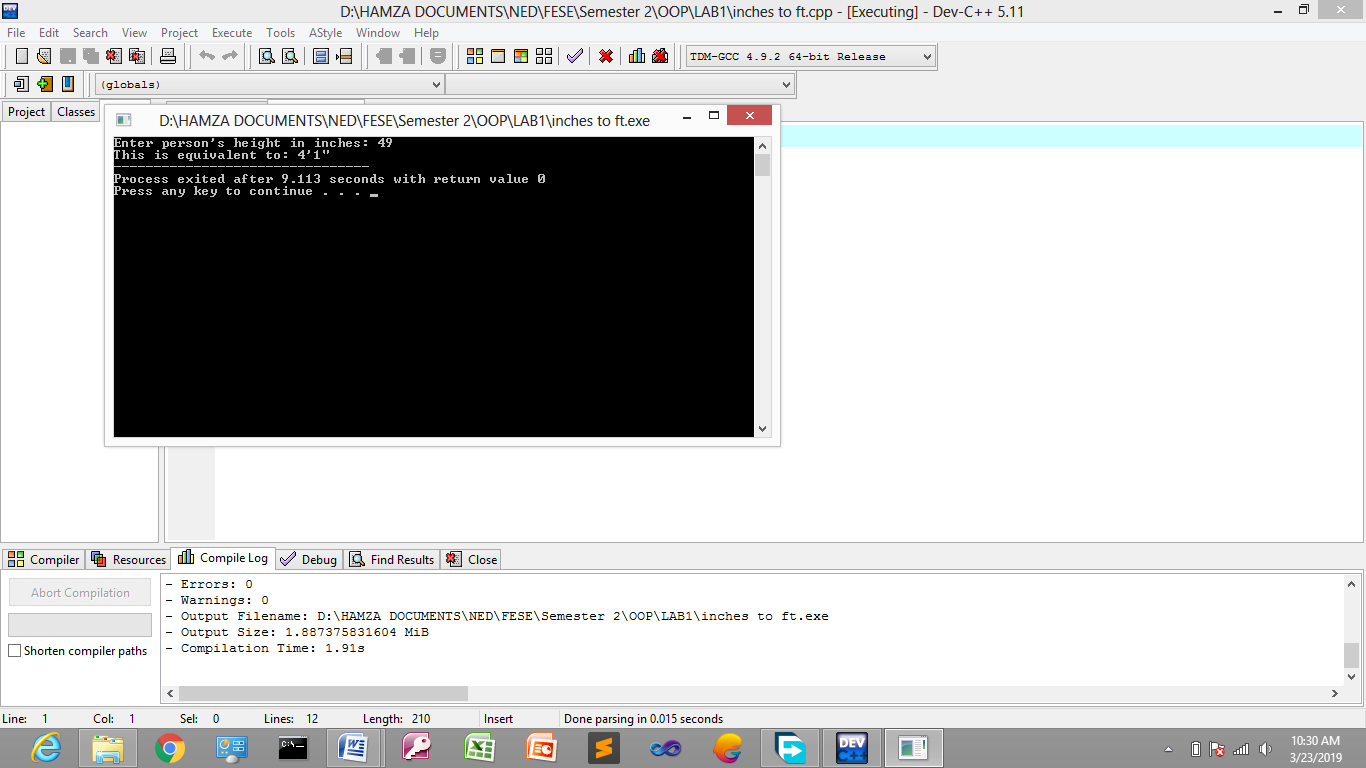 D:\HAMZA DOCUMENTS\NED\FESE\Semester 2\OOP\LAB1\inches to ft.cpp - [Executing] - Dev-C++ 5.11
File Edit Search View Project Execute Tools AStyle Window Help
TDM-GCC 4.9.2 64-bit Release
(globals)
Project Classes
D:\HAMZA DOCUMENTS\NED\FESE\Semester 2\OOP\LAB1\inches to ft.exe
Enter person's height in inches: 49
This is equivalent to: 4'1"
--------------------------------
Process exited after 9.113 seconds with return value 0
Press any key to continue . . . _
Compiler Resources Compile Log Debug Find Results Close
Abort Compilation
Shorten compiler paths
- Errors: 0
- Warnings: 0
- Output Filename: D:\HAMZA DOCUMENTS\NED\FESE\Semester 2\OOP\LAB1\inches to ft.exe
- Output Size: 1.887375831604 MiB
- Compilation Time: 1.91s
Line: 1 Col: 1 Sel: 0 Lines: 12 Length: 210 Insert Done parsing in 0.015 seconds
DEV C++
10:30 AM
3/23/2019